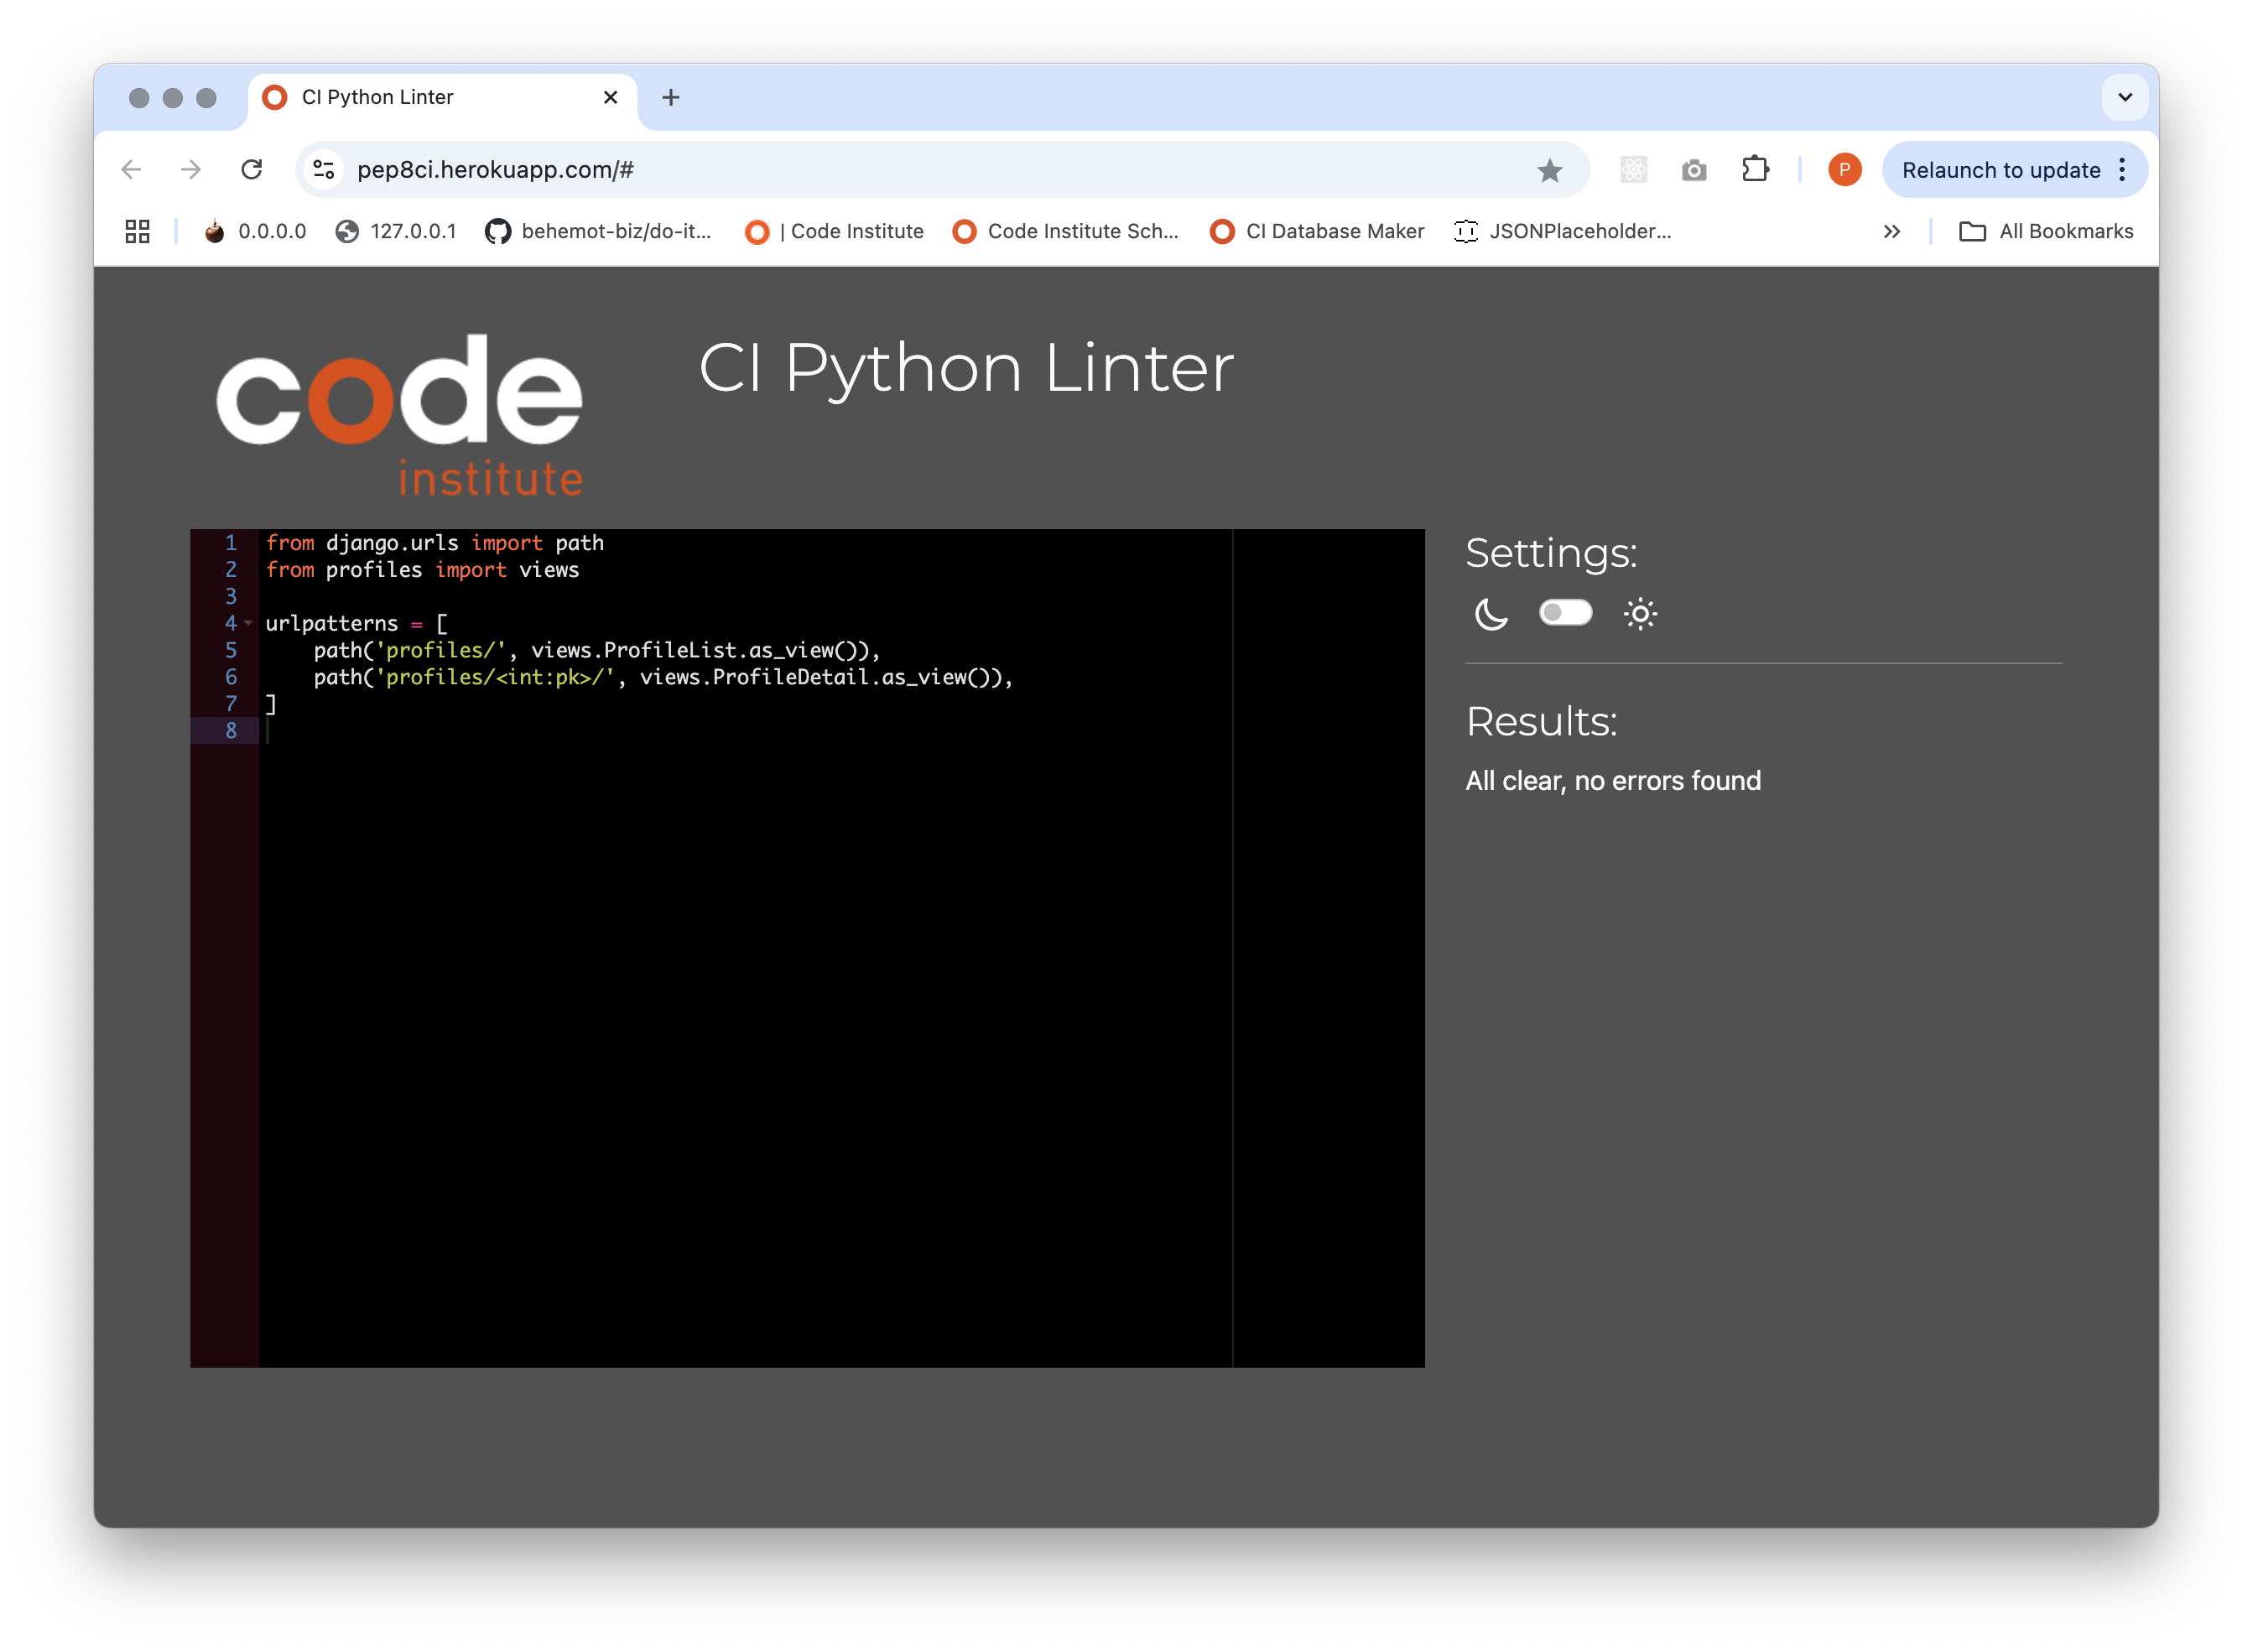 CI Python Linter
pep8ci.herokuapp.com/#
P
Relaunch to update
0.0.0.0
127.0.0.1
behemot-biz/do-it...
| Code Institute
Code Institute Sch...
CI Database Maker
JSONPlaceholder...
All Bookmarks
code
institute
CI Python Linter
1 from django.urls import path
2 from profiles import views
3
4 urlpatterns = [
5     path('profiles/', views.ProfileList.as_view()),
6     path('profiles/<int:pk>/', views.ProfileDetail.as_view()),
7 ]
8
Settings:
Results:
All clear, no errors found